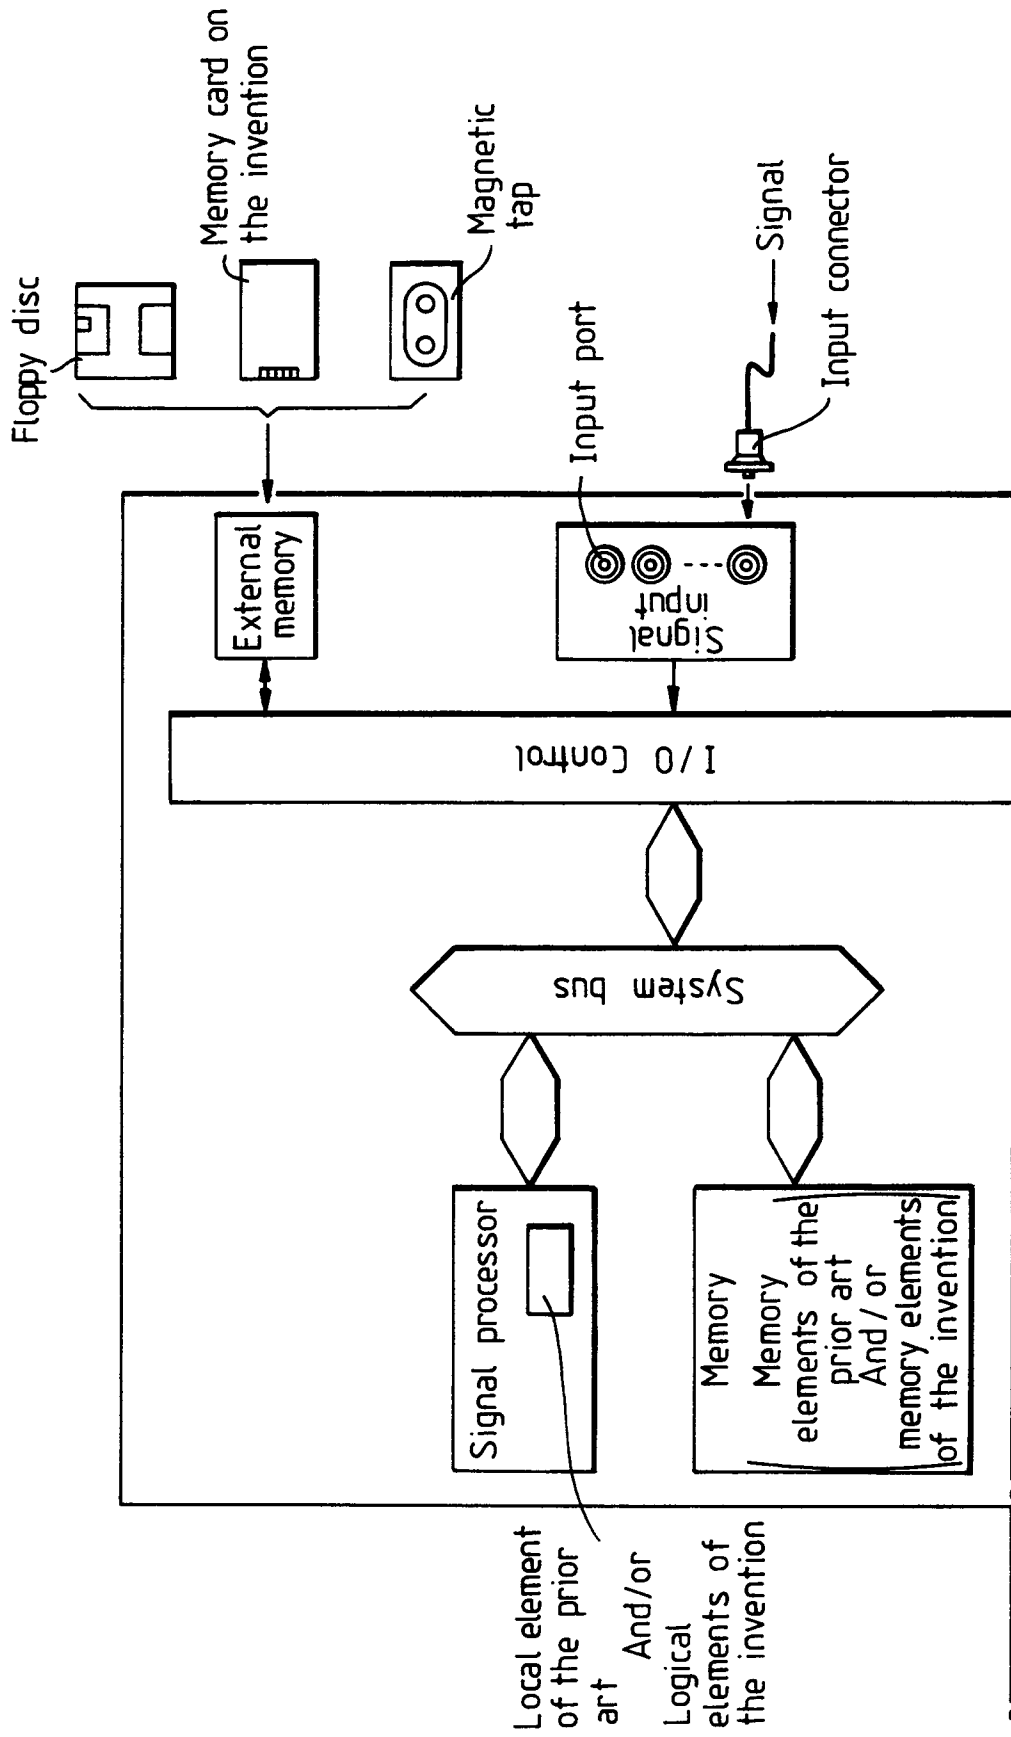 Floppy disc
Memory card on
the invention
Magnetic
tap
External
memory
Input port
Signal
Input connector
Signal
input
I/O Control
System bus
Signal processor
Memory
Memory
elements of the
prior art
And/or
memory elements
of the invention
Local element
of the prior
art And/or
Logical
elements of
the invention